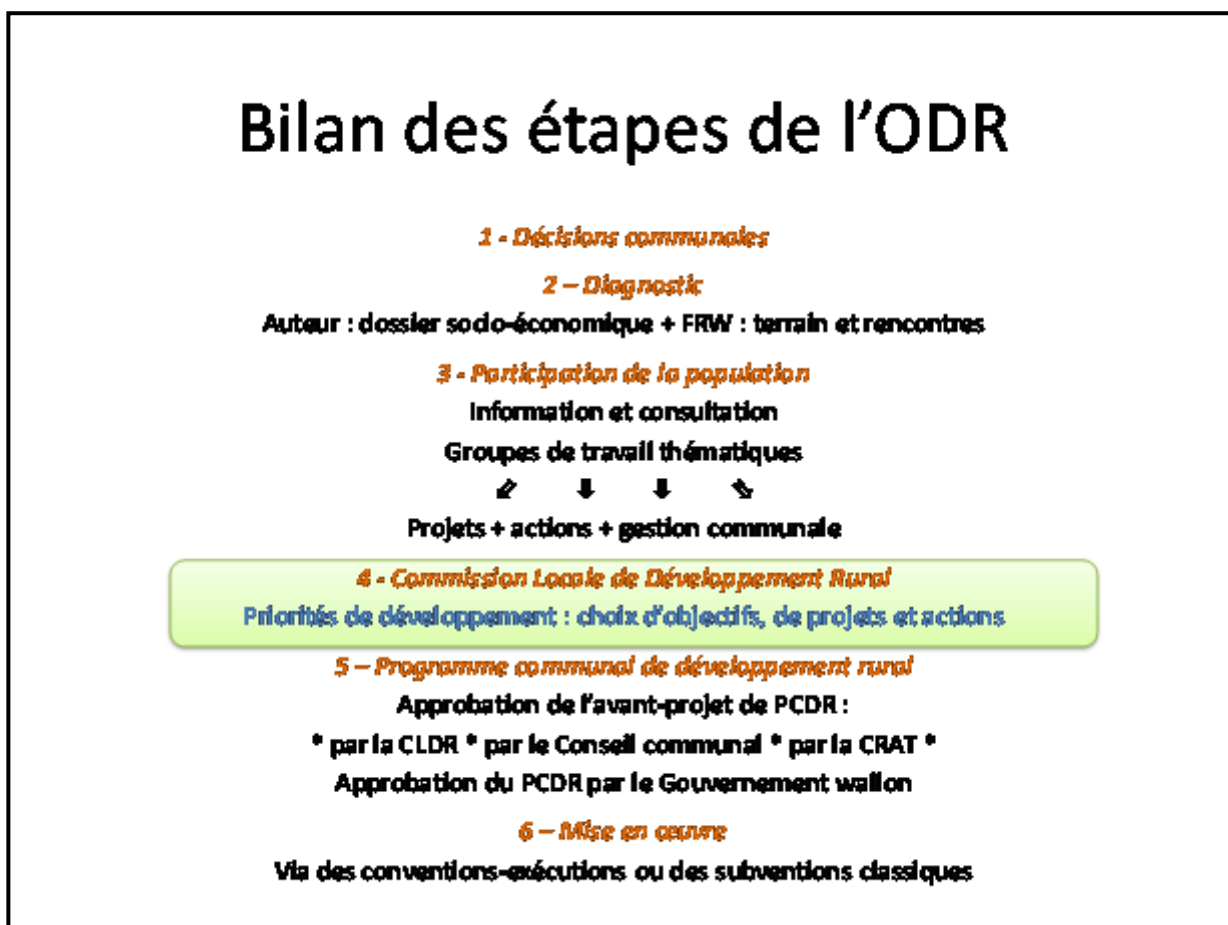 Bilan des étapes de l'ODR
1 - Décisions communales
2 – Diagnostic
Auteur : dossier socio-économique + FRW : terrain et rencontres
3 - Participation de la population
Information et consultation
Groupes de travail thématiques
Projets + actions + gestion communale
4 - Commission Locale de Développement Rural
Priorités de développement : choix d'objectifs, de projets et actions
5 – Programme communal de développement rural
Approbation de l'avant-projet de PCDR :
* par la CLDR * par le Conseil communal * par la CRAT *
Approbation du PCDR par le Gouvernement wallon
6 – Mise en œuvre
Via des conventions-exécutions ou des subventions classiques